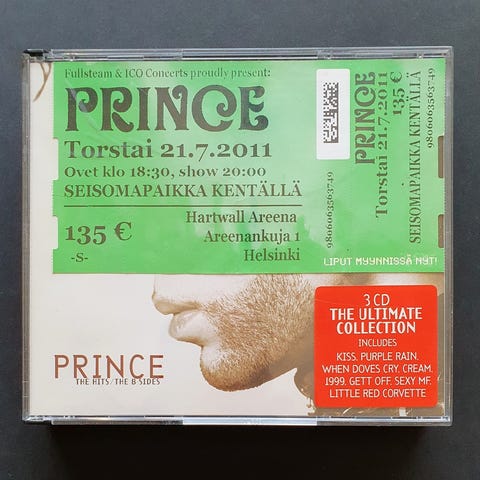 Fullsteam & ICO Concerts proudly present:
PRINCE
Torstai 21.7.2011
Ovet klo 18:30, show 20:00
SEISOMAPAIKKA KENTÄLLÄ
135 €
-S-
Hartwall Areena
Areenankuja 1
Helsinki
9806063563749
PRINCE
Torstai 21.7.2011
135 €
SEISOMAPAIKKA KENTÄLLÄ
9806063563749
LIPUT MYYNNISSÄ NYT!
3 CD
THE ULTIMATE
COLLECTION
INCLUDES
KISS. PURPLE RAIN.
WHEN DOVES CRY. CREAM.
1999. GETT OFF. SEXY MF.
LITTLE RED CORVETTE
PRINCE
THE HITS/THE B-SIDES